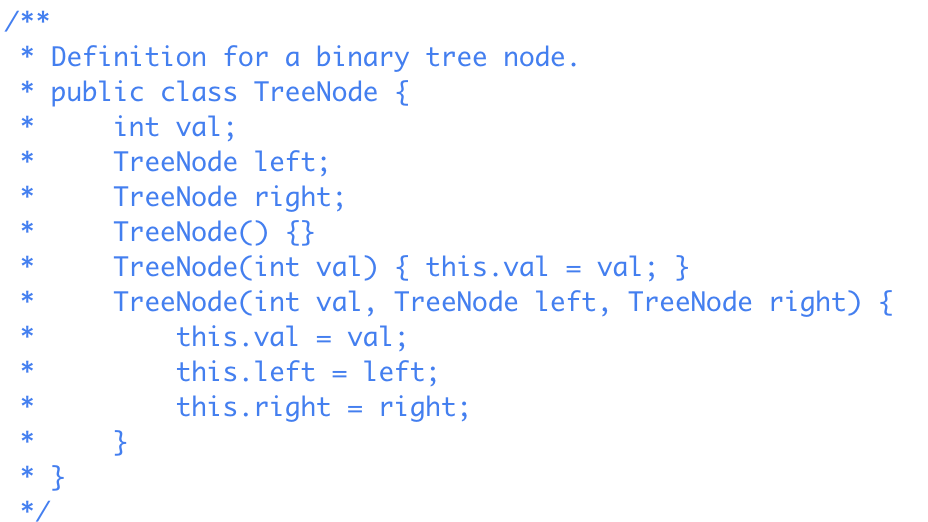 /**
 * Definition for a binary tree node.
 * public class TreeNode {
 *     int val;
 *     TreeNode left;
 *     TreeNode right;
 *     TreeNode() {}
 *     TreeNode(int val) { this.val = val; }
 *     TreeNode(int val, TreeNode left, TreeNode right) {
 *         this.val = val;
 *         this.left = left;
 *         this.right = right;
 *     }
 * }
 */